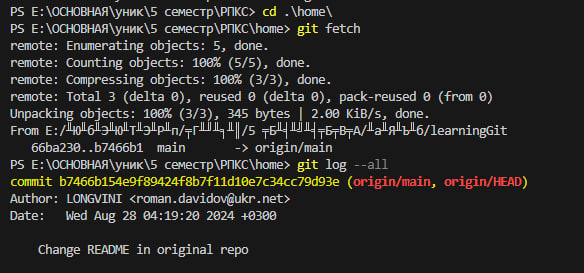 PS E:\ОСНОВНАЯ\уник\5 семестр\РПКС> cd .\home\
PS E:\ОСНОВНАЯ\уник\5 семестр\РПКС\home> git fetch
remote: Enumerating objects: 5, done.
remote: Counting objects: 100% (5/5), done.
remote: Compressing objects: 100% (3/3), done.
remote: Total 3 (delta 0), reused 0 (delta 0), pack-reused 0 (from 0)
Unpacking objects: 100% (3/3), 345 bytes | 2.00 KiB/s, done.
From
66ba230..b7466b1 main -> origin/main
PS E:\ОСНОВНАЯ\уник\5 семестр\РПКС\home> git log --all
commit b7466b154e9f89424f8b7f11d10e7c34cc79d93e (origin/main, origin/HEAD)
Author: LONGVINI <roman.davidov@ukr.net>
Date: Wed Aug 28 04:19:20 2024 +0300
Change README in original repo